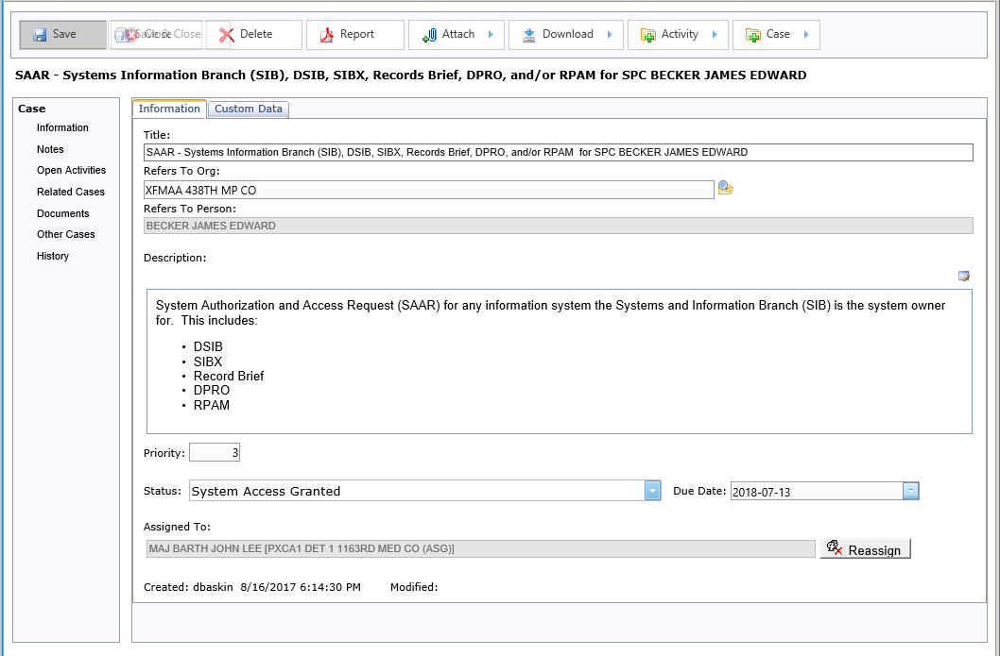 Save
Save & Close
Close
Delete
Report
Attach
Download
Activity
Case
SAAR - Systems Information Branch (SIB), DSIB, SIBX, Records Brief, DPRO, and/or RPAM for SPC BECKER JAMES EDWARD
Case
Information
Notes
Open Activities
Related Cases
Documents
Other Cases
History
Information
Custom Data
Title:
SAAR - Systems Information Branch (SIB), DSIB, SIBX, Records Brief, DPRO, and/or RPAM  for SPC BECKER JAMES EDWARD
Refers To Org:
XFMAA 438TH MP CO
Refers To Person:
BECKER JAMES EDWARD
Description:
System Authorization and Access Request (SAAR) for any information system the Systems and Information Branch (SIB) is the system owner
for.  This includes:
• DSIB
• SIBX
• Record Brief
• DPRO
• RPAM
Priority: 3
Status: System Access Granted Due Date: 2018-07-13
Assigned To:
MAJ BARTH JOHN LEE [PXCA1 DET 1 1163RD MED CO (ASG)] Reassign
Created: dbaskin  8/16/2017 6:14:30 PM Modified: